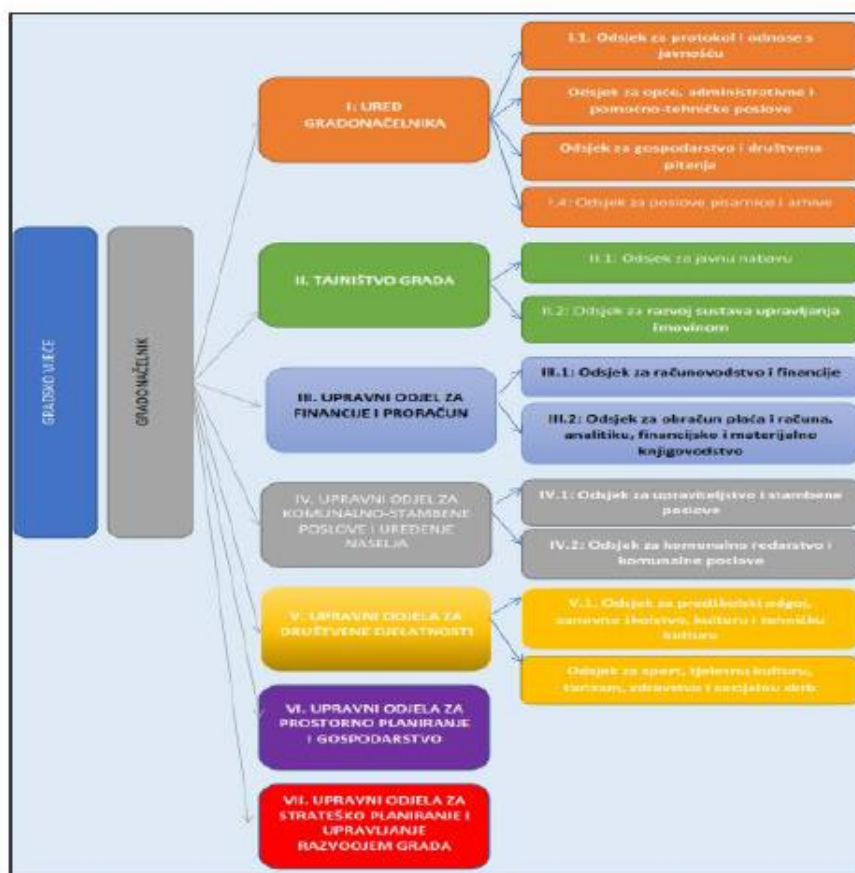 GRADSKO VIJEĆE
GRADONAČELNIK
I: URED
GRADONAČELNIKA
I.1. Odsjek za protokol i odnose s
javnošću
Odsjek za opće, administrativne i
pomoćno-tehničke poslove
Odsjek za gospodarstvo i društvena
pitanja
I.4: Odsjek za poslove pisarnice i arhive
II. TAJNIŠTVO GRADA
II.1: Odsjek za javnu nabavu
II.2: Odsjek za razvoj sustava upravljanja
imovinom
III. UPRAVNI ODJEL ZA
FINANCIJE I PRORAČUN
III.1: Odsjek za računovodstvo i financije
III.2: Odsjek za obračun plaća i računa,
analitiku, financijsko i materijalno
knjigovodstvo
IV. UPRAVNI ODJEL ZA
KOMUNALNO-STAMBENE
POSLOVE I UREĐENJE
NASELJA
IV.1: Odsjek za upraviteljstvo i stambene
poslove
IV.2: Odsjek za komunalno redarstvo i
komunalne poslove
V. UPRAVNI ODJELA ZA
DRUŠTVENE DJELATNOSTI
V.1. Odsjek za predškolski odgoj,
osnovno školstvo, kulturu i tehničku
kulturu
Odsjek za sport, tjelesnu kulturu,
turizam, zdravstvo i socijalnu skrb
VI. UPRAVNI ODJELA ZA
PROSTORNO PLANIRANJE
I GOSPODARSTVO
VII. UPRAVNI ODJELA ZA
STRATEŠKO PLANIRANJE I
UPRAVLJANJE
RAZVOOJEM GRADA